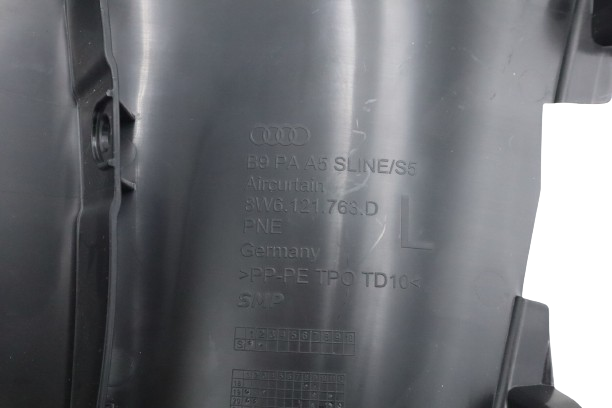 B9 PA A5 SLINE/S5
Aircurtain
8W6.121.763.D
PNE
L
Germany
>PP-PE TPO TD10<
SMP